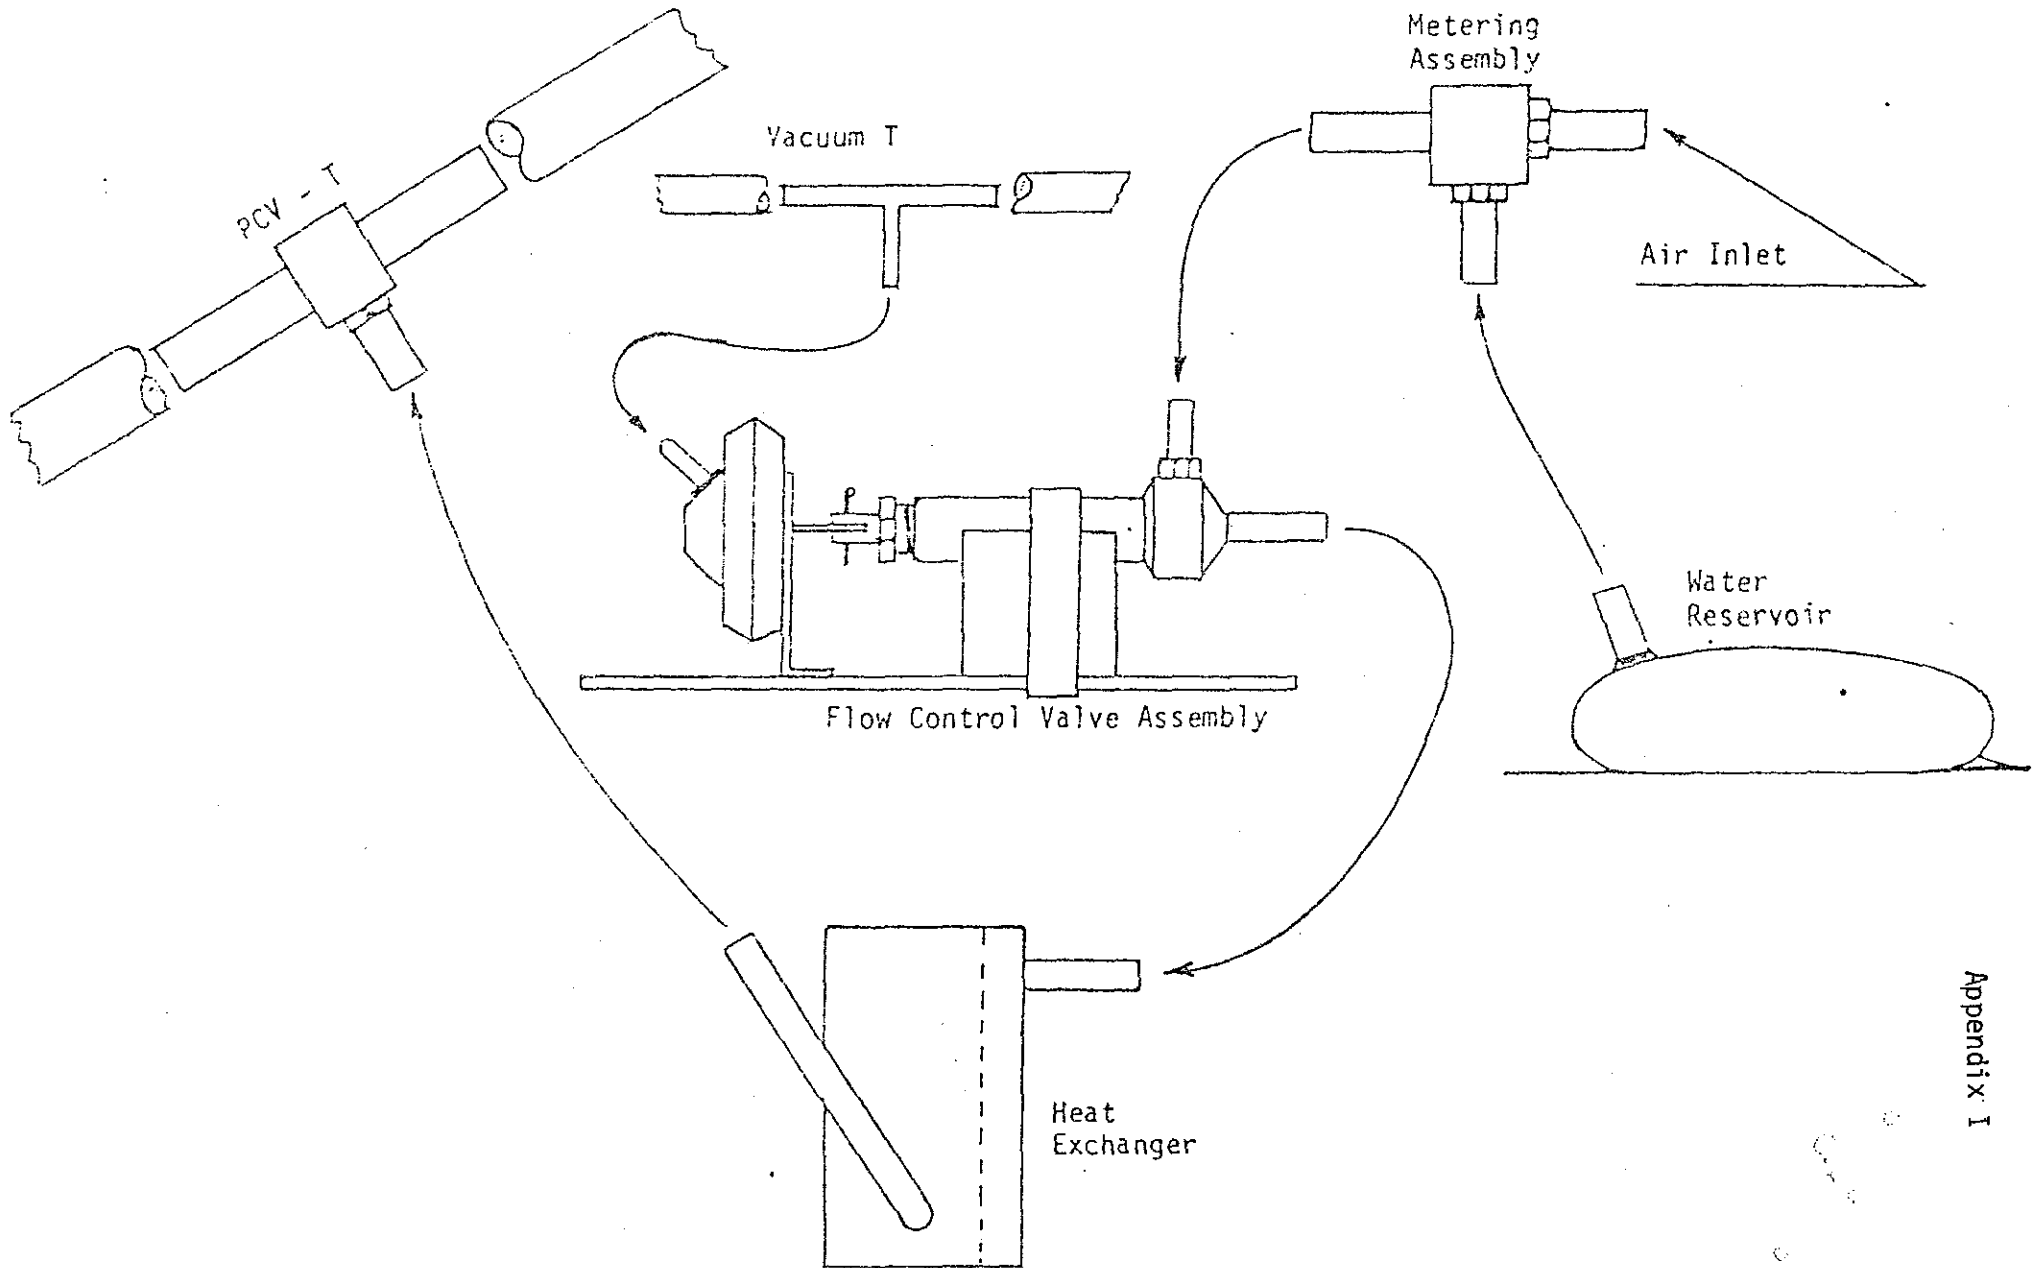 Metering
Assembly
Vacuum T
PCV - T
Air Inlet
Water
Reservoir
Flow Control Valve Assembly
Heat
Exchanger
Appendix I